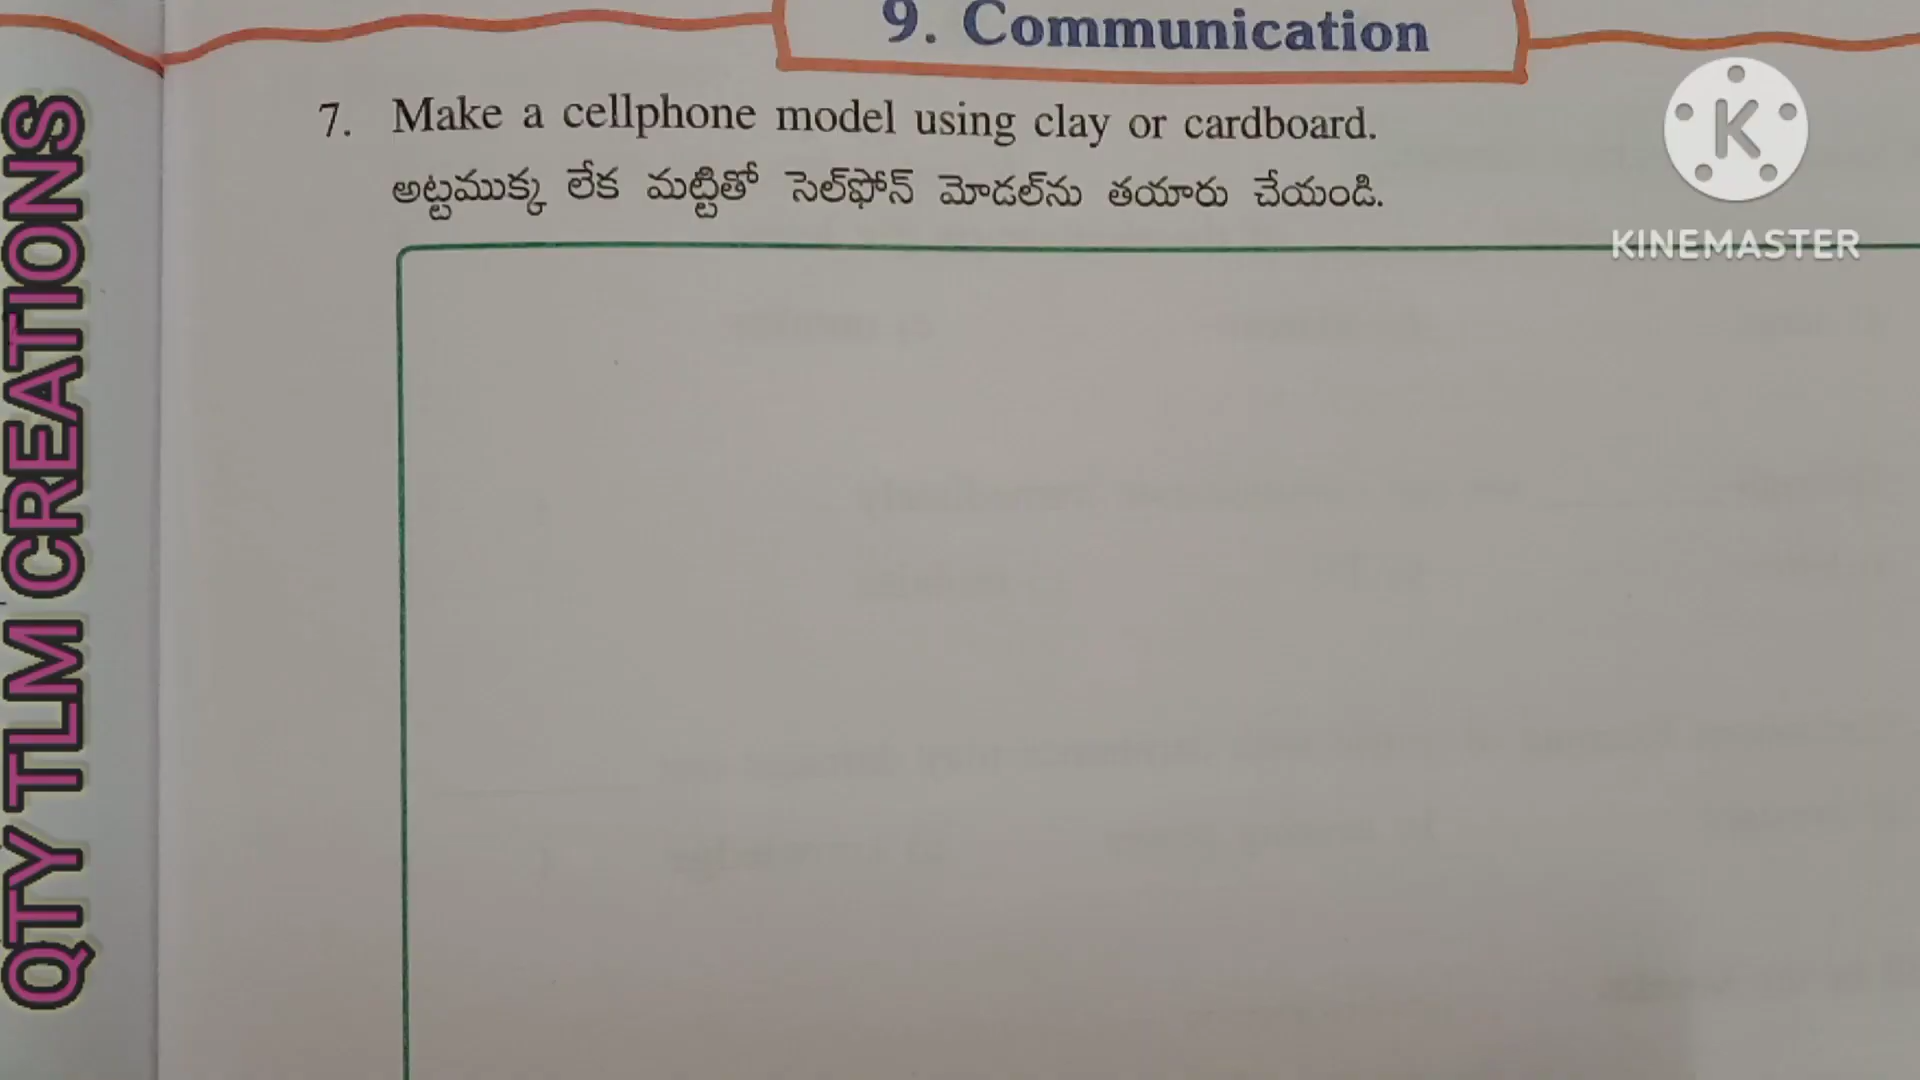 9. Communication
7. Make a cellphone model using clay or cardboard.
అట్టముక్క లేక మట్టితో సెల్‌ఫోన్ మోడల్‌ను తయారు చేయండి.
K
KINEMASTER
QTY TLM CREATIONS